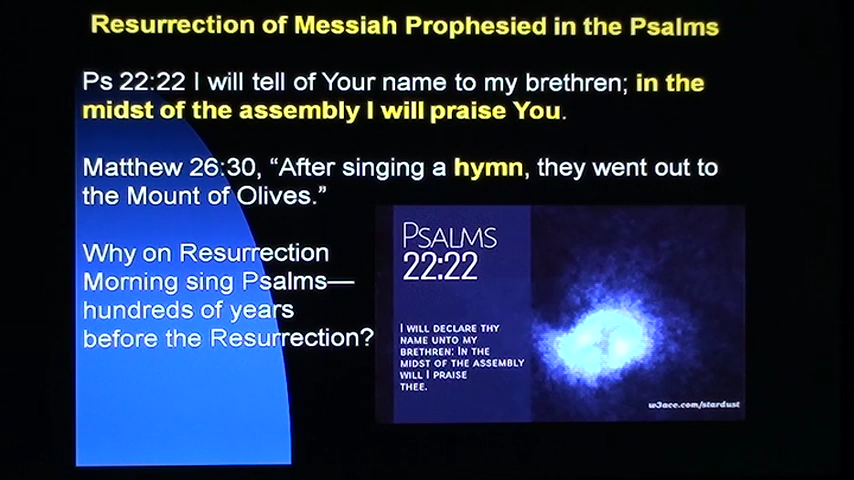 Resurrection of Messiah Prophesied in the Psalms
Ps 22:22 I will tell of Your name to my brethren; in the
midst of the assembly I will praise You.
Matthew 26:30, “After singing a hymn, they went out to
the Mount of Olives.”
Why on Resurrection
Morning sing Psalms—
hundreds of years
before the Resurrection?
PSALMS
22:22
I WILL DECLARE THY
NAME UNTO MY
BRETHREN: IN THE
MIDST OF THE ASSEMBLY
WILL I PRAISE
THEE.
w3ace.com/stardust